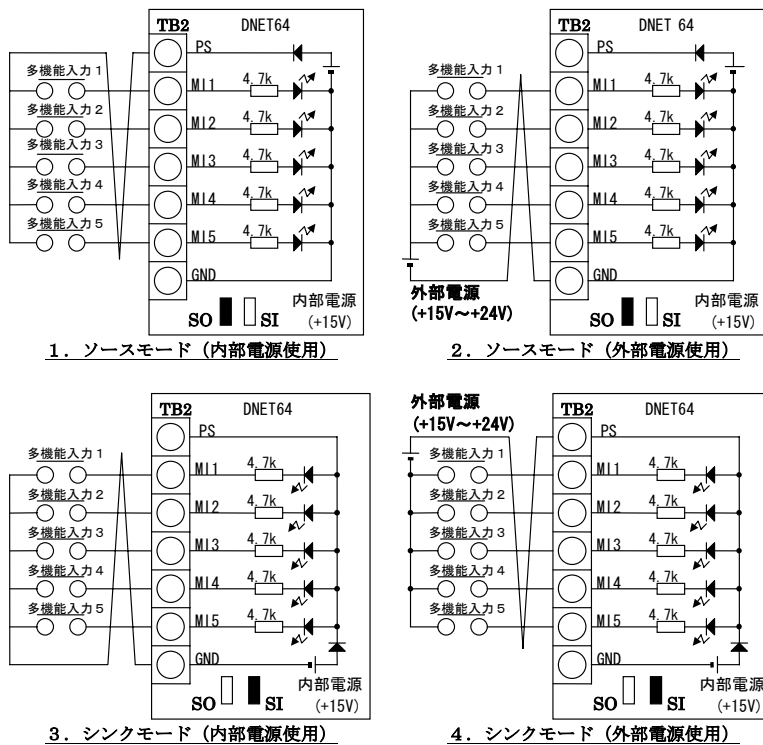 TB2 DNET64
PS
多機能入力1
MI1 4.7k
多機能入力2
MI2 4.7k
多機能入力3
MI3 4.7k
多機能入力4
MI4 4.7k
多機能入力5
MI5 4.7k
GND
内部電源
(+15V)
SO SI
1．ソースモード（内部電源使用）
TB2 DNET 64
PS
多機能入力1
MI1 4.7k
多機能入力2
MI2 4.7k
多機能入力3
MI3 4.7k
多機能入力4
MI4 4.7k
多機能入力5
MI5 4.7k
GND
外部電源
(+15V～+24V)
内部電源
(+15V)
SO SI
2．ソースモード（外部電源使用）
TB2 DNET64
PS
多機能入力1
MI1 4.7k
多機能入力2
MI2 4.7k
多機能入力3
MI3 4.7k
多機能入力4
MI4 4.7k
多機能入力5
MI5 4.7k
GND
内部電源
(+15V)
SO SI
3．シンクモード（内部電源使用）
外部電源
(+15V～+24V)
TB2 DNET64
PS
多機能入力1
MI1 4.7k
多機能入力2
MI2 4.7k
多機能入力3
MI3 4.7k
多機能入力4
MI4 4.7k
多機能入力5
MI5 4.7k
GND
内部電源
(+15V)
SO SI
4．シンクモード（外部電源使用）